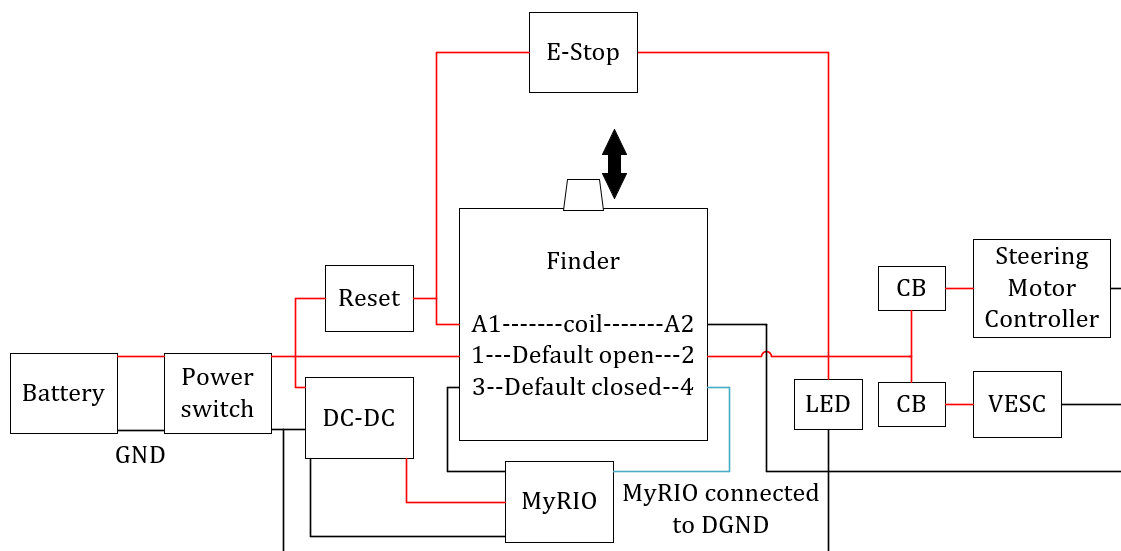 E-Stop
Finder
Reset
A1-------coil-------A2
1---Default open---2
3--Default closed--4
Steering
Motor
Controller
CB
Battery
Power
switch
GND
DC-DC
LED
CB
VESC
MyRIO
MyRIO connected
to DGND